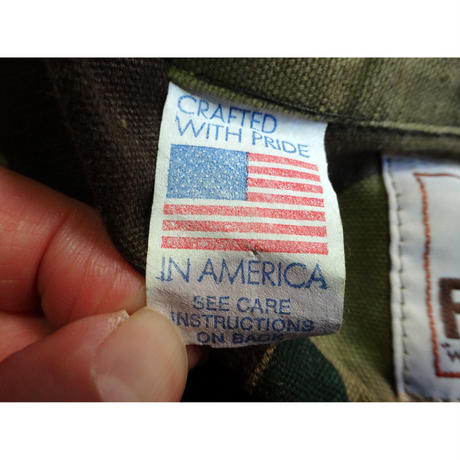 CRAFTED
WITH PRIDE
IN AMERICA
SEE CARE
INSTRUCTIONS
ON BACK